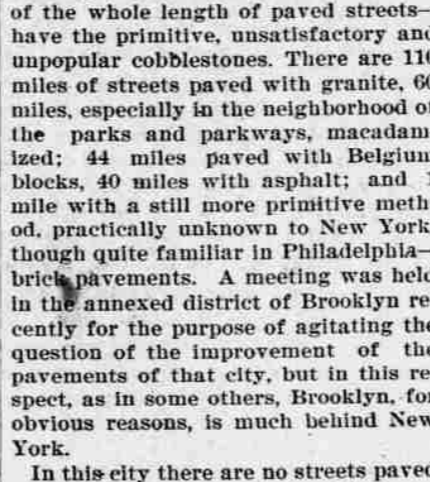 of the whole length of paved streets—
have the primitive, unsatisfactory and
unpopular cobblestones. There are 110
miles of streets paved with granite, 60
miles, especially in the neighborhood of
the parks and parkways, macadam
ized; 44 miles paved with Belgium
blocks, 40 miles with asphalt; and 1
mile with a still more primitive meth
od, practically unknown to New York
though quite familiar in Philadelphia—
brick pavements. A meeting was held
in the annexed district of Brooklyn re
cently for the purpose of agitating the
question of the improvement of the
pavements of that city, but in this re
spect, as in some others, Brooklyn, for
obvious reasons, is much behind New
York.
In this city there are no streets paved